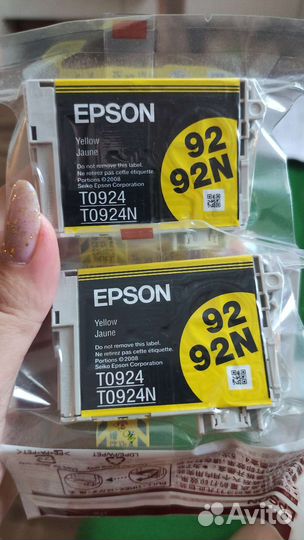 EPSON
Yellow
Jaune
Do not remove this label.
Ne retirez pas cette étiquette.
Portions ©2008
Seiko Epson Corporation
T0924
T0924N
92
92N
EPSON
Yellow
Jaune
Do not remove this label.
Ne retirez pas cette étiquette.
Portions ©2008
Seiko Epson Corporation
T0924
T0924N
92
92N
Avito